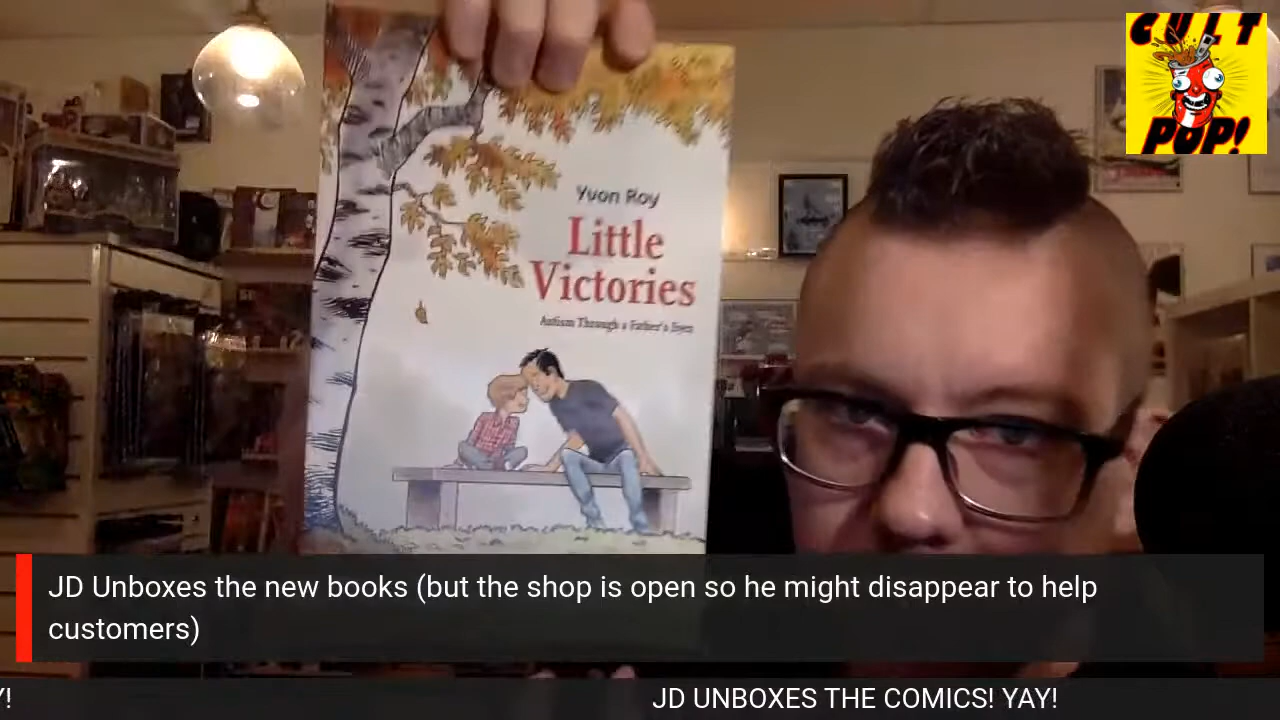 CULT
POP!
Yvon Roy
Little
Victories
Autism Through a Father's Eyes
JD Unboxes the new books (but the shop is open so he might disappear to help
customers)
Y!
JD UNBOXES THE COMICS! YAY!